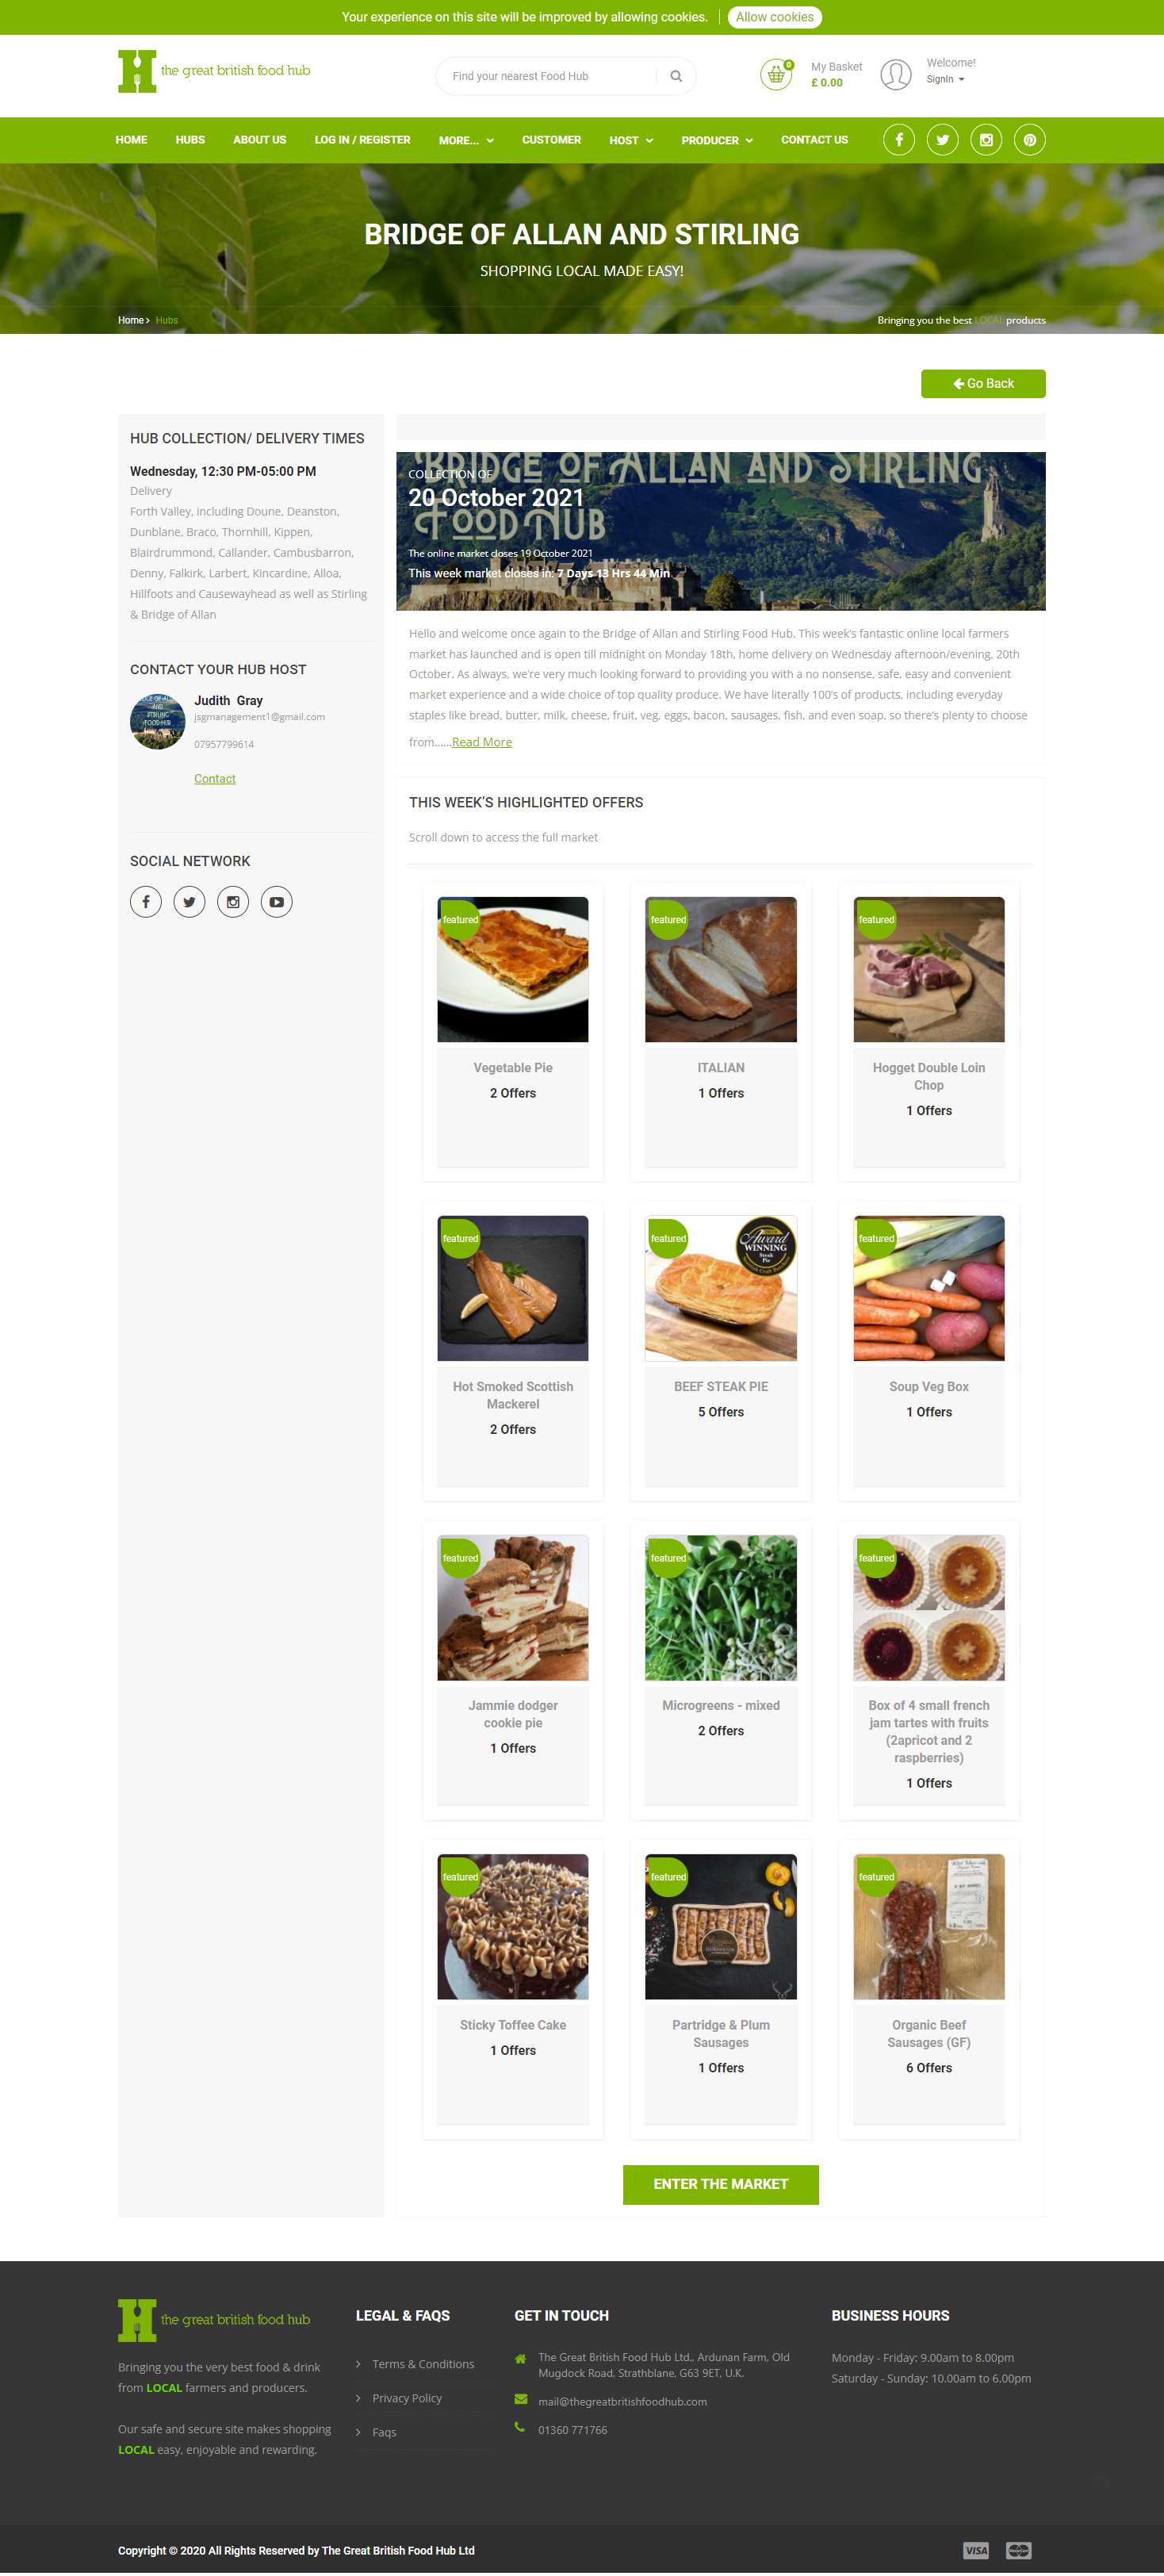 Your experience on this site will be improved by allowing cookies. Allow cookies
the great british food hub
Find your nearest Food Hub
0
My Basket
£ 0.00
Welcome!
SignIn
HOME HUBS ABOUT US LOG IN / REGISTER MORE... CUSTOMER HOST PRODUCER CONTACT US
BRIDGE OF ALLAN AND STIRLING
SHOPPING LOCAL MADE EASY!
Home Hubs
Bringing you the best LOCAL products
Go Back
HUB COLLECTION/ DELIVERY TIMES
Wednesday, 12:30 PM-05:00 PM
Delivery
Forth Valley, including Doune, Deanston,
Dunblane, Braco, Thornhill, Kippen,
Blairdrummond, Callander, Cambusbarron,
Denny, Falkirk, Larbert, Kincardine, Alloa,
Hillfoots and Causewayhead as well as Stirling
& Bridge of Allan
CONTACT YOUR HUB HOST
Judith Gray
jsgmanagement1@gmail.com
07957799614
Contact
SOCIAL NETWORK
BRIDGE OF ALLAN AND STIRLING
FOOD HUB
COLLECTION OF
20 October 2021
The online market closes 19 October 2021
This week market closes in: 7 Days 13 Hrs 44 Min
Hello and welcome once again to the Bridge of Allan and Stirling Food Hub. This week's fantastic online local farmers
market has launched and is open till midnight on Monday 18th, home delivery on Wednesday afternoon/evening, 20th
October. As always, we're very much looking forward to providing you with a no nonsense, safe, easy and convenient
market experience and a wide choice of top quality produce. We have literally 100's of products, including everyday
staples like bread, butter, milk, cheese, fruit, veg, eggs, bacon, sausages, fish, and even soap, so there's plenty to choose
from......Read More
THIS WEEK'S HIGHLIGHTED OFFERS
Scroll down to access the full market
featured
Vegetable Pie
2 Offers
featured
ITALIAN
1 Offers
featured
Hogget Double Loin
Chop
1 Offers
featured
Hot Smoked Scottish
Mackerel
2 Offers
featured
Award
WINNING
Steak
Pie
BEEF STEAK PIE
5 Offers
featured
Soup Veg Box
1 Offers
featured
Jammie dodger
cookie pie
1 Offers
featured
Microgreens - mixed
2 Offers
featured
Box of 4 small french
jam tartes with fruits
(2apricot and 2
raspberries)
1 Offers
featured
Sticky Toffee Cake
1 Offers
featured
Partridge & Plum
Sausages
1 Offers
featured
Organic Beef
Sausages (GF)
6 Offers
ENTER THE MARKET
the great british food hub
Bringing you the very best food & drink
from LOCAL farmers and producers.
Our safe and secure site makes shopping
LOCAL easy, enjoyable and rewarding.
LEGAL & FAQS
Terms & Conditions
Privacy Policy
Faqs
GET IN TOUCH
The Great British Food Hub Ltd., Ardunan Farm, Old
Mugdock Road, Strathblane, G63 9ET, U.K.
mail@thegreatbritishfoodhub.com
01360 771766
BUSINESS HOURS
Monday - Friday: 9.00am to 8.00pm
Saturday - Sunday: 10.00am to 6.00pm
Copyright © 2020 All Rights Reserved by The Great British Food Hub Ltd
VISA